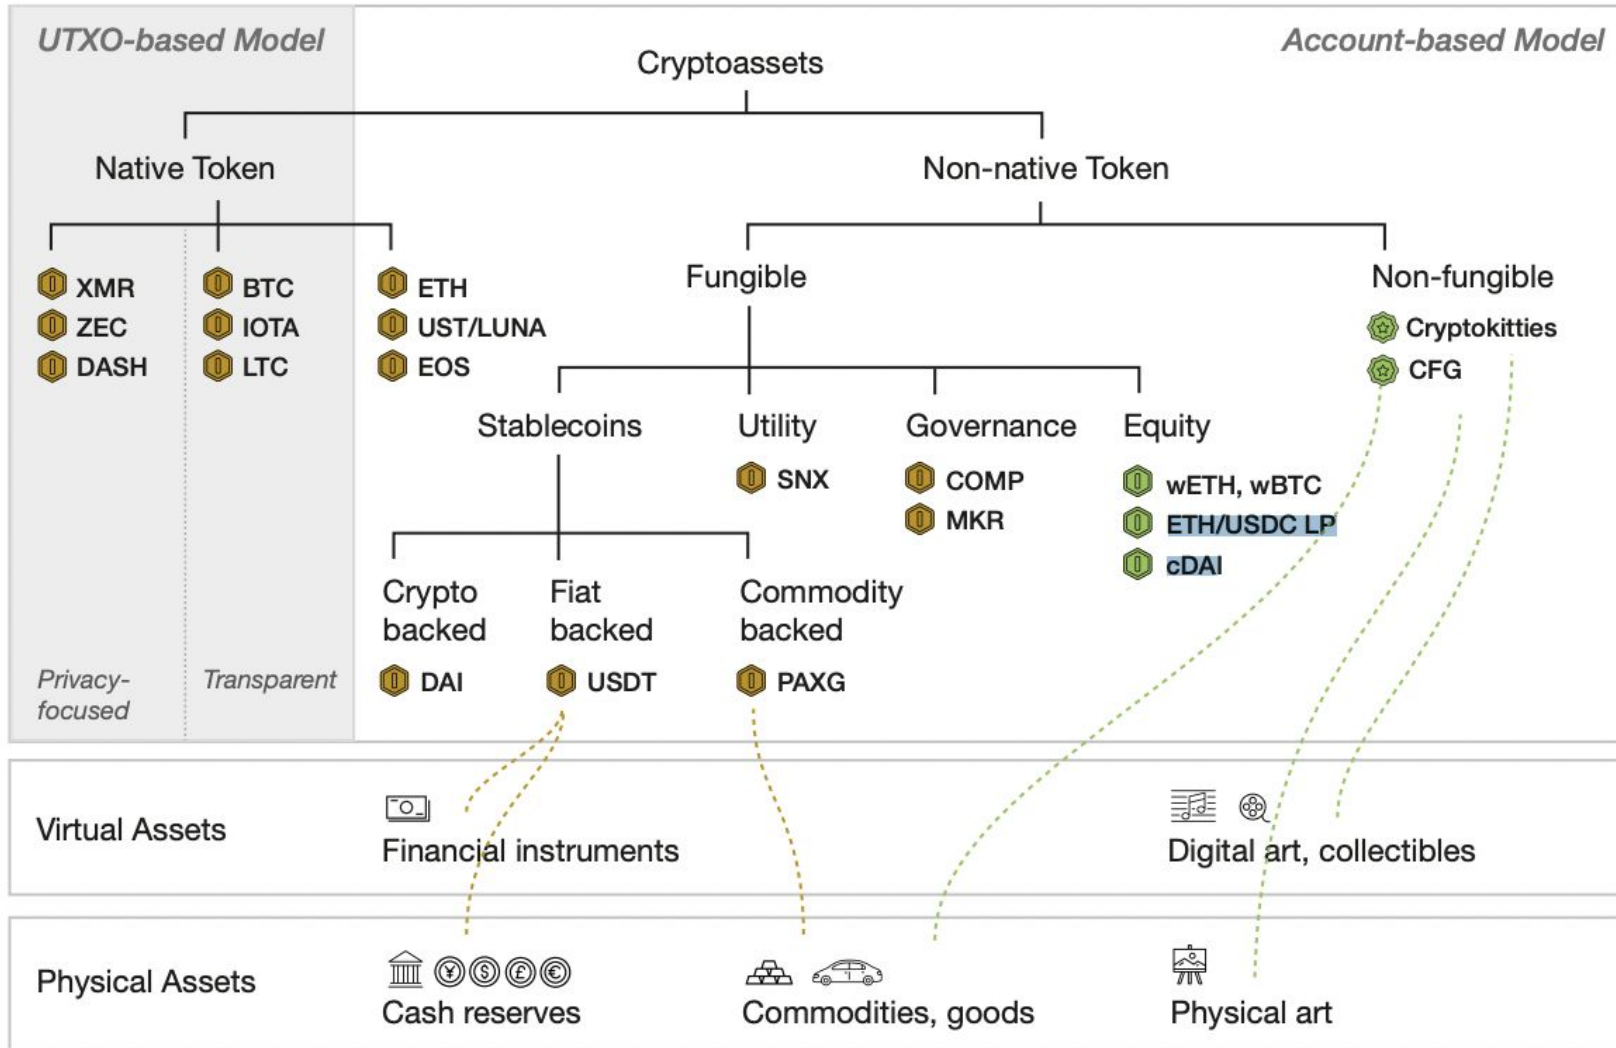 UTXO-based Model
Account-based Model
Cryptoassets
Native Token
Non-native Token
XMR
ZEC
DASH
BTC
IOTA
LTC
ETH
UST/LUNA
EOS
Fungible
Non-fungible
Cryptokitties
CFG
Stablecoins
Utility
Governance
Equity
SNX
COMP
MKR
wETH, wBTC
ETH/USDC LP
cDAI
Crypto
backed
Fiat
backed
Commodity
backed
DAI
USDT
PAXG
Privacy-
focused
Transparent
Virtual Assets
Financial instruments
Digital art, collectibles
Physical Assets
¥ $ £ €
Cash reserves
Commodities, goods
Physical art